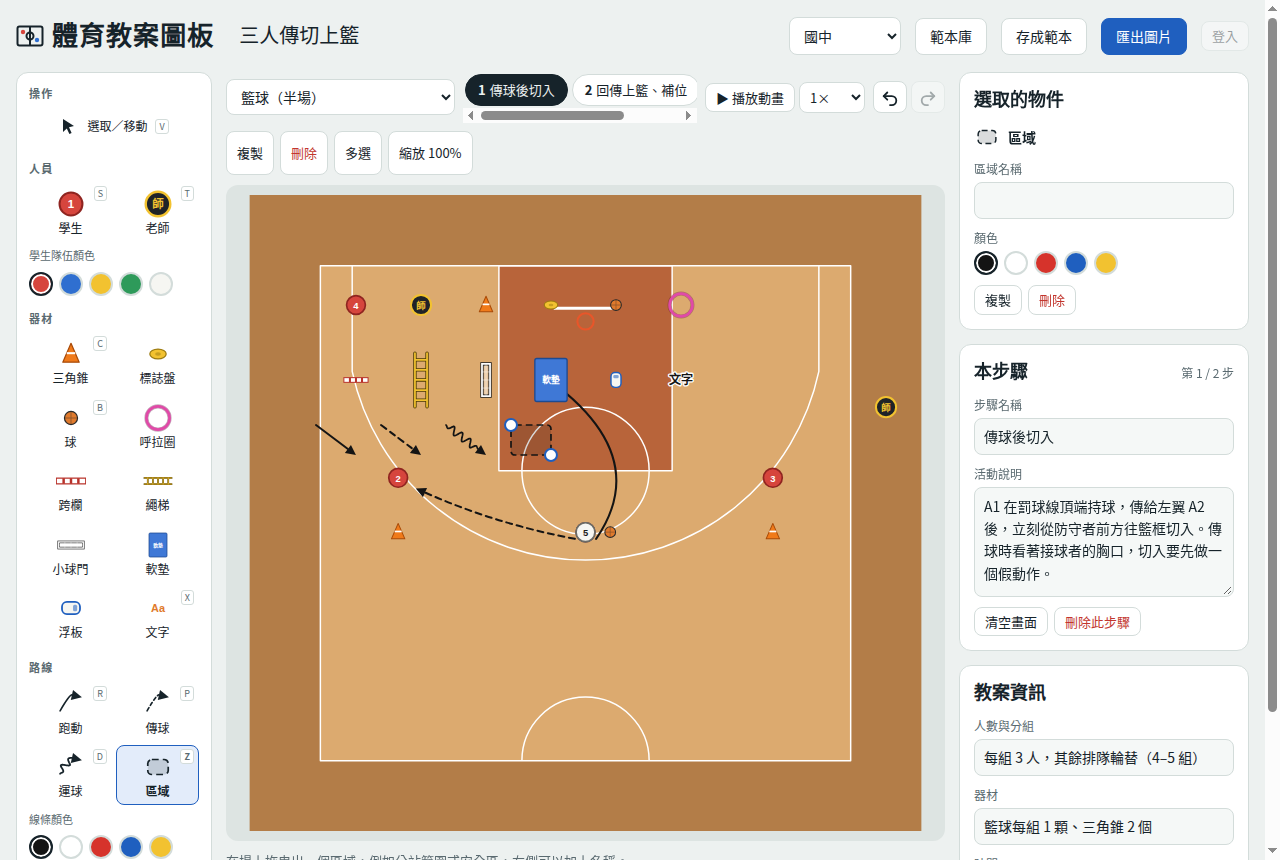 體育教案圖板
三人傳切上籃
國中
範本庫
存成範本
匯出圖片
登入
操作
選取／移動 V
人員
S
T
1
師
學生
老師
學生隊伍顏色
器材
C
三角錐
標誌盤
B
球
呼拉圈
跨欄
繩梯
軟墊
小球門
軟墊
X
Aa
浮板
文字
路線
R
P
跑動
傳球
D
Z
運球
區域
線條顏色
籃球（半場）
1 傳球後切入
2 回傳上籃、補位
▶ 播放動畫
1×
複製
刪除
多選
縮放 100%
4
師
軟墊
文字
師
2
3
5
選取的物件
區域
區域名稱
顏色
複製
刪除
本步驟
第 1 / 2 步
步驟名稱
傳球後切入
活動說明
A1 在罰球線頂端持球，傳給左翼 A2
後，立刻從防守者前方往籃框切入。傳
球時看著接球者的胸口，切入要先做一
個假動作。
清空畫面
刪除此步驟
教案資訊
人數與分組
每組 3 人，其餘排隊輪替（4–5 組）
器材
籃球每組 1 顆、三角錐 2 個